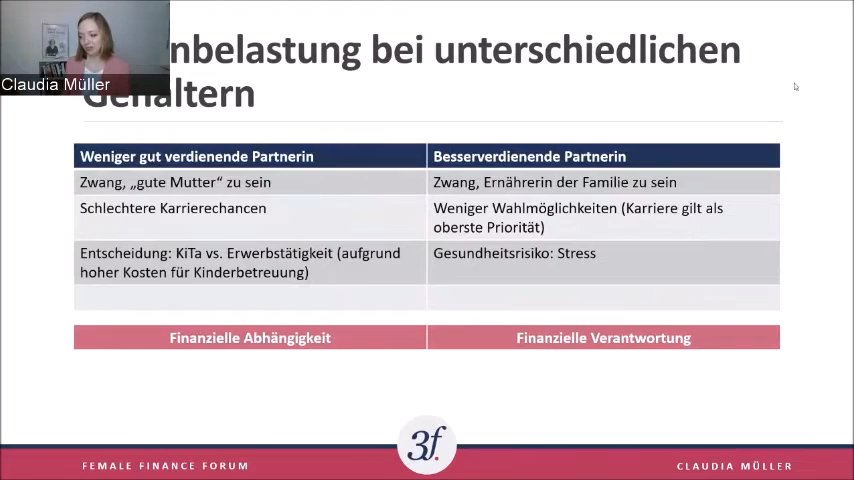 nbelastung bei unterschiedlichen
Claudia Müller
Gehältern
Weniger gut verdienende Partnerin
Besserverdienende Partnerin
Zwang, „gute Mutter“ zu sein
Zwang, Ernährerin der Familie zu sein
Schlechtere Karrierechancen
Weniger Wahlmöglichkeiten (Karriere gilt als
oberste Priorität)
Entscheidung: KiTa vs. Erwerbstätigkeit (aufgrund
hoher Kosten für Kinderbetreuung)
Gesundheitsrisiko: Stress
Finanzielle Abhängigkeit
Finanzielle Verantwortung
3f.
FEMALE FINANCE FORUM
CLAUDIA MÜLLER